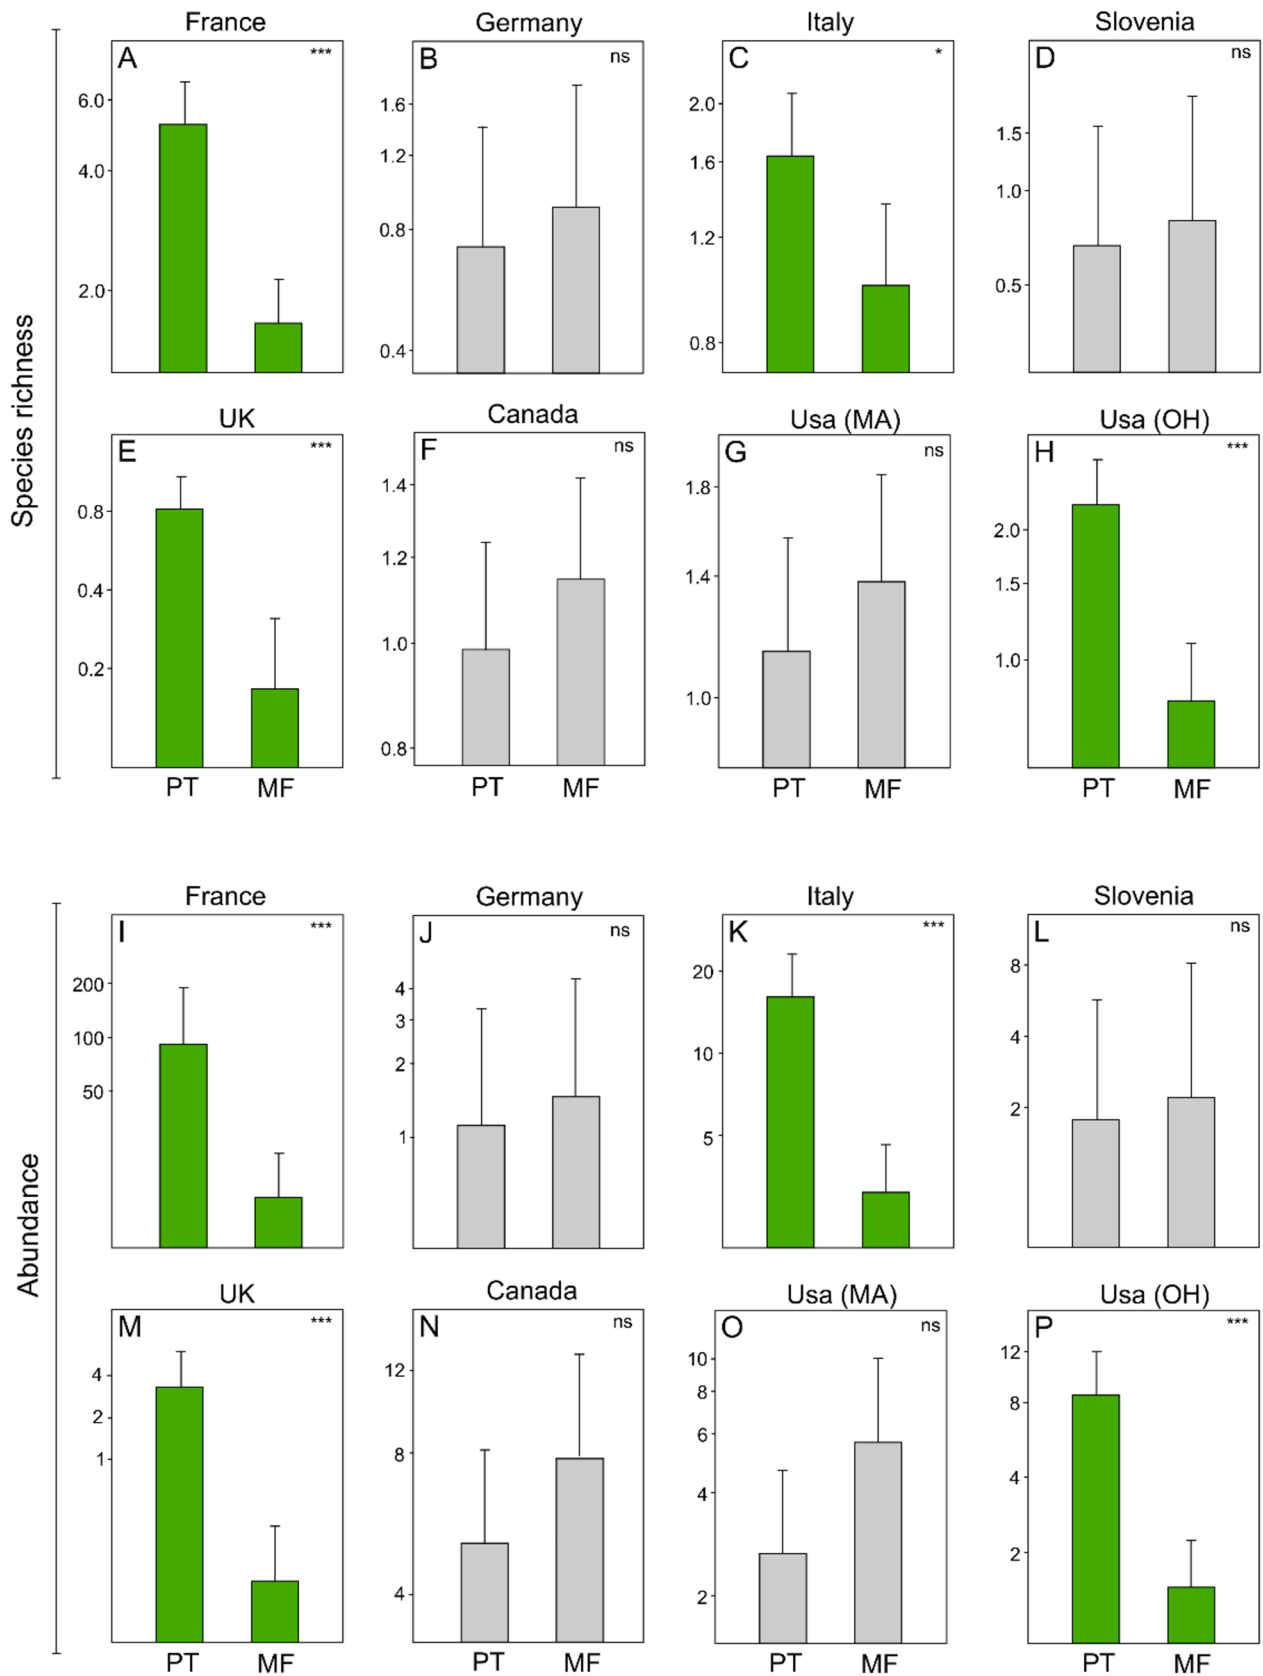 Species richness
France
A
***
6.0
4.0
2.0
Germany
B
ns
1.6
1.2
0.8
0.4
Italy
C
*
2.0
1.6
1.2
0.8
Slovenia
D
ns
1.5
1.0
0.5
UK
E
***
0.8
0.4
0.2
PT MF
Canada
F
ns
1.4
1.2
1.0
0.8
PT MF
Usa (MA)
G
ns
1.8
1.4
1.0
PT MF
Usa (OH)
H
***
2.0
1.5
1.0
PT MF
Abundance
France
I
***
200
100
50
Germany
J
ns
4
3
2
1
Italy
K
***
20
10
5
Slovenia
L
ns
8
4
2
UK
M
***
4
2
1
PT MF
Canada
N
ns
12
8
4
PT MF
Usa (MA)
O
ns
10
8
6
4
2
PT MF
Usa (OH)
P
***
12
8
4
2
PT MF